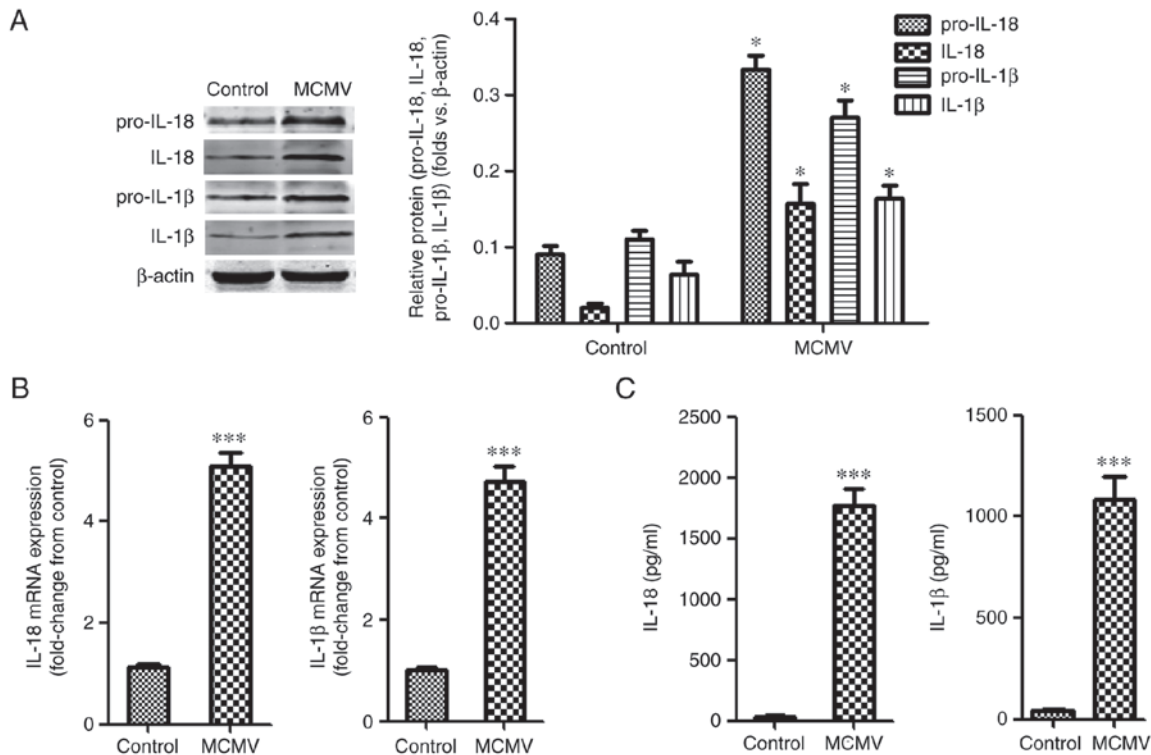 A
Control MCMV
pro-IL-18
IL-18
pro-IL-1β
IL-1β
β-actin
Relative protein (pro-IL-18, IL-18,
pro-IL-1β, IL-1β) (folds vs. β-actin)
0.4
0.3
0.2
0.1
0.0
*
*
*
*
Control
MCMV
pro-IL-18
IL-18
pro-IL-1β
IL-1β
B
IL-18 mRNA expression
(fold-change from control)
6
4
2
0
***
Control
MCMV
IL-1β mRNA expression
(fold-change from control)
6
4
2
0
***
Control
MCMV
C
IL-18 (pg/ml)
2500
2000
1500
1000
500
0
***
Control
MCMV
IL-1β (pg/ml)
1500
1000
500
0
***
Control
MCMV